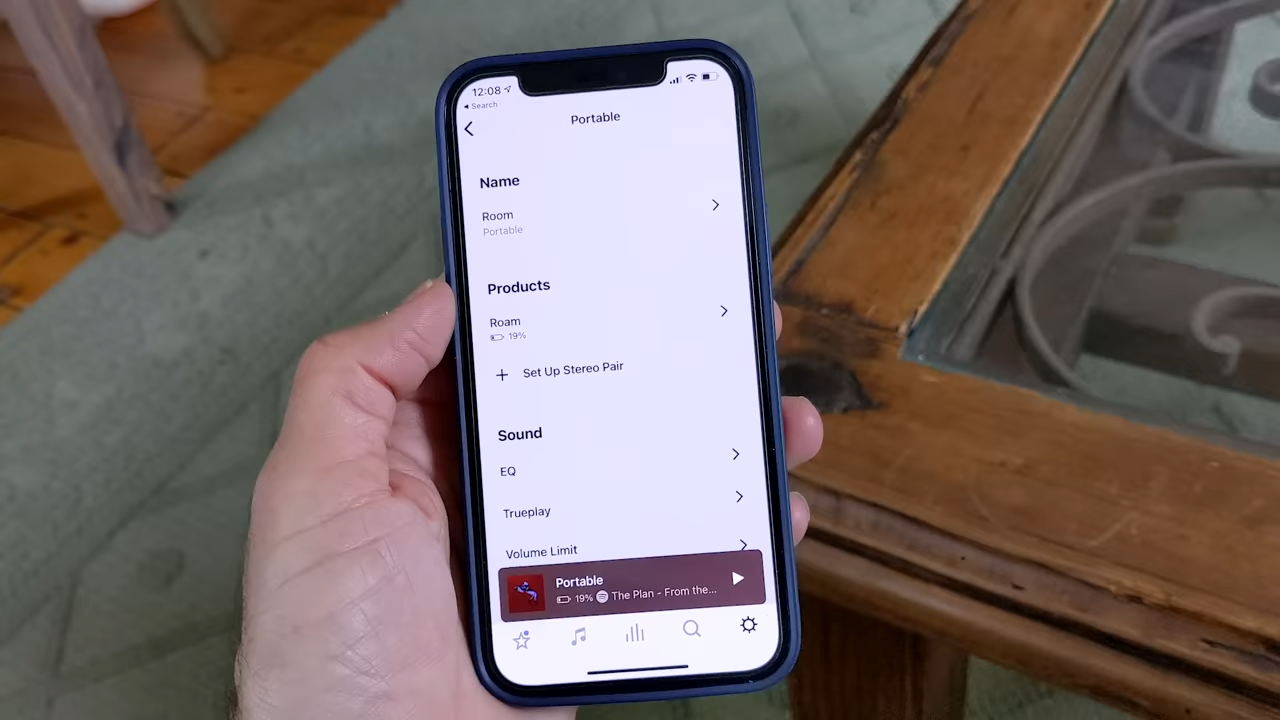 12:08
Search
Portable
Name
Room
Portable
Products
Roam
19%
Set Up Stereo Pair
Sound
EQ
Trueplay
Volume Limit
Portable
19% The Plan - From the...